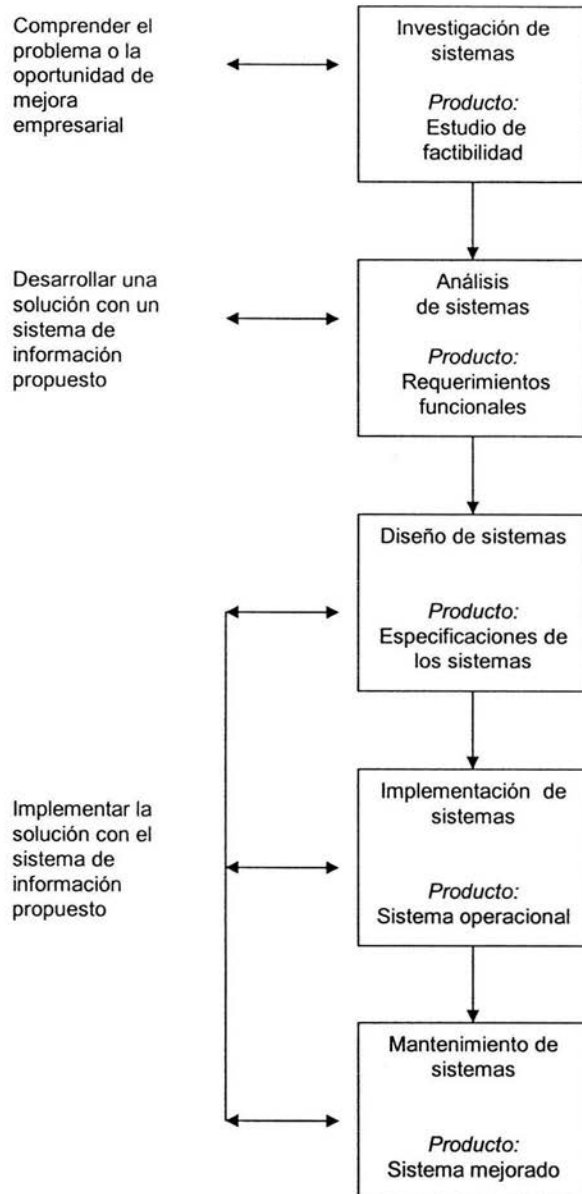 Comprender el
problema o la
oportunidad de
mejora
empresarial
Investigación de
sistemas
Producto:
Estudio de
factibilidad
Desarrollar una
solución con un
sistema de
información
propuesto
Análisis
de sistemas
Producto:
Requerimientos
funcionales
Diseño de sistemas
Producto:
Especificaciones de
los sistemas
Implementar la
solución con el
sistema de
información
propuesto
Implementación de
sistemas
Producto:
Sistema operacional
Mantenimiento de
sistemas
Producto:
Sistema mejorado